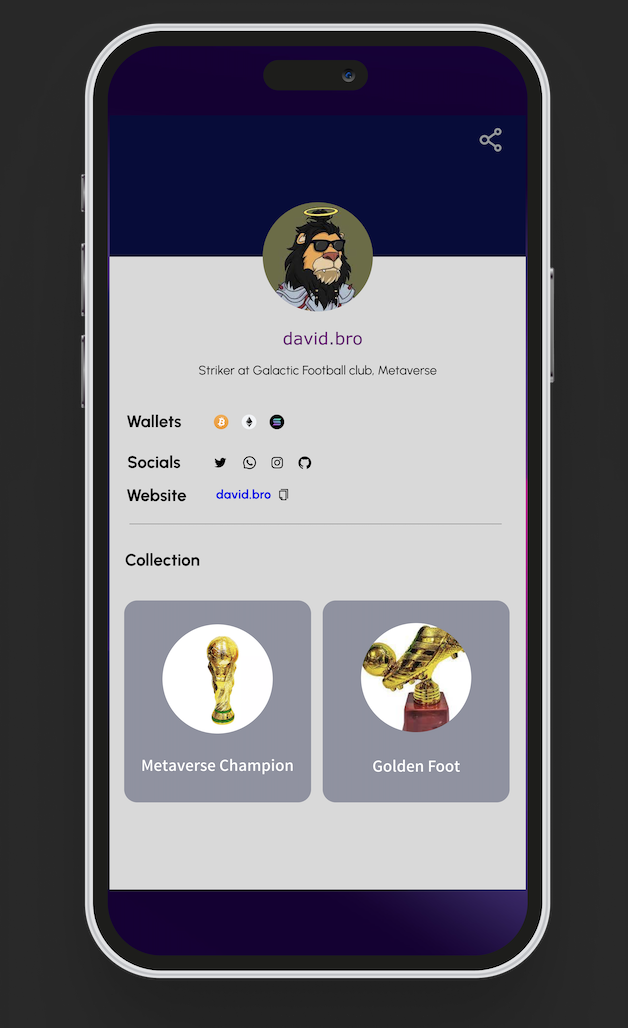 david.bro
Striker at Galactic Football club, Metaverse
Wallets
Socials
Website david.bro
Collection
Metaverse Champion
Golden Foot